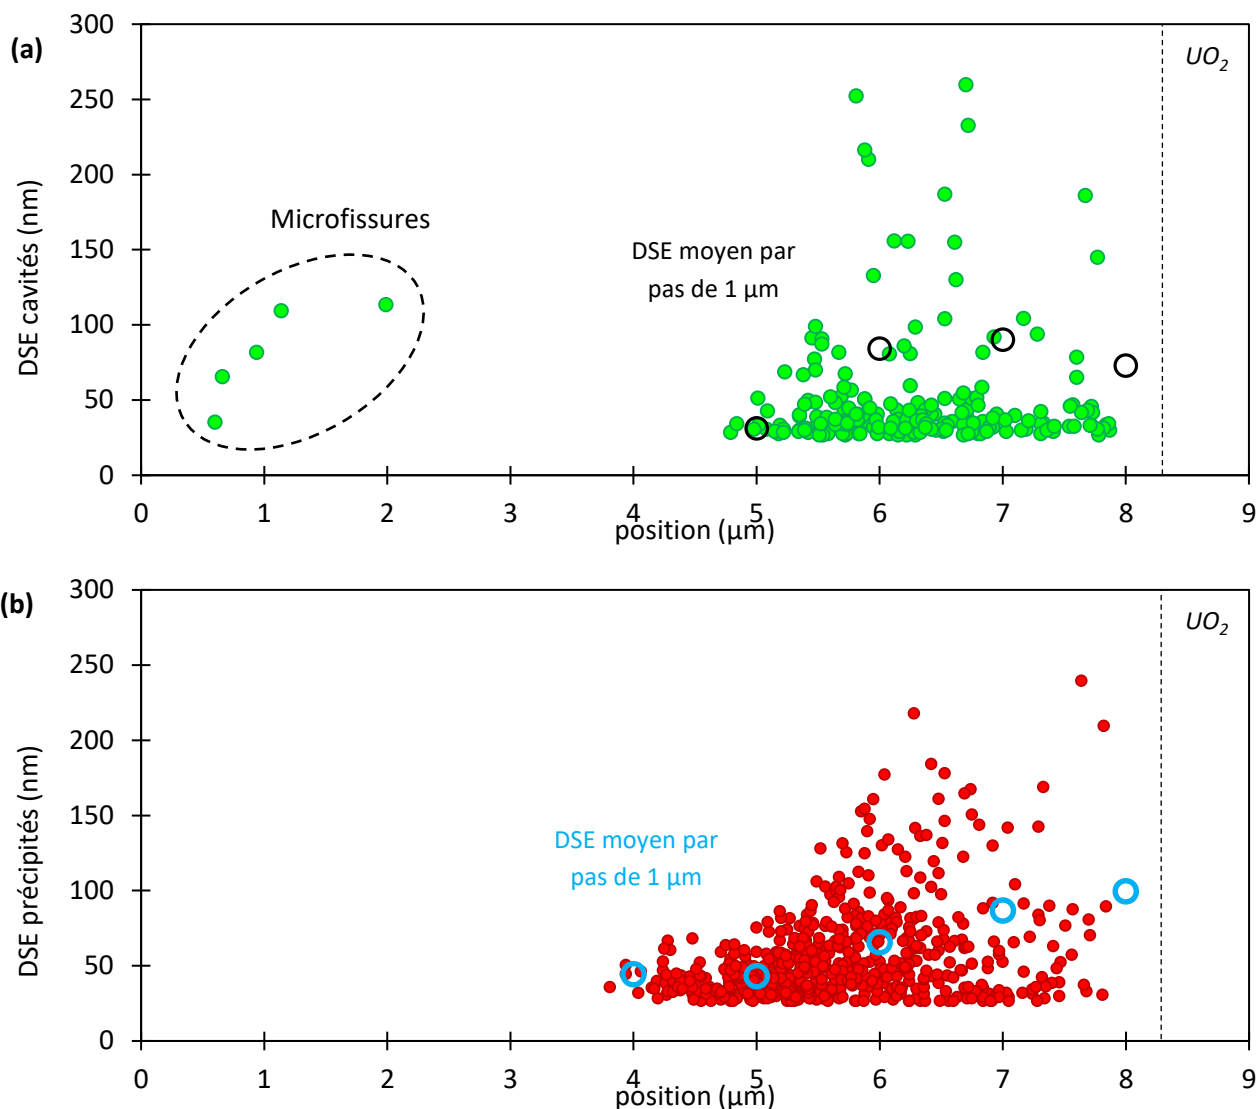 (a)
300
250
200
150
100
50
0
DSE cavités (nm)
Microfissures
DSE moyen par
pas de 1 µm
UO2
0 1 2 3 4 5 6 7 8 9
position (µm)
(b)
300
250
200
150
100
50
0
DSE précipités (nm)
DSE moyen par
pas de 1 µm
UO2
0 1 2 3 4 5 6 7 8 9
position (µm)